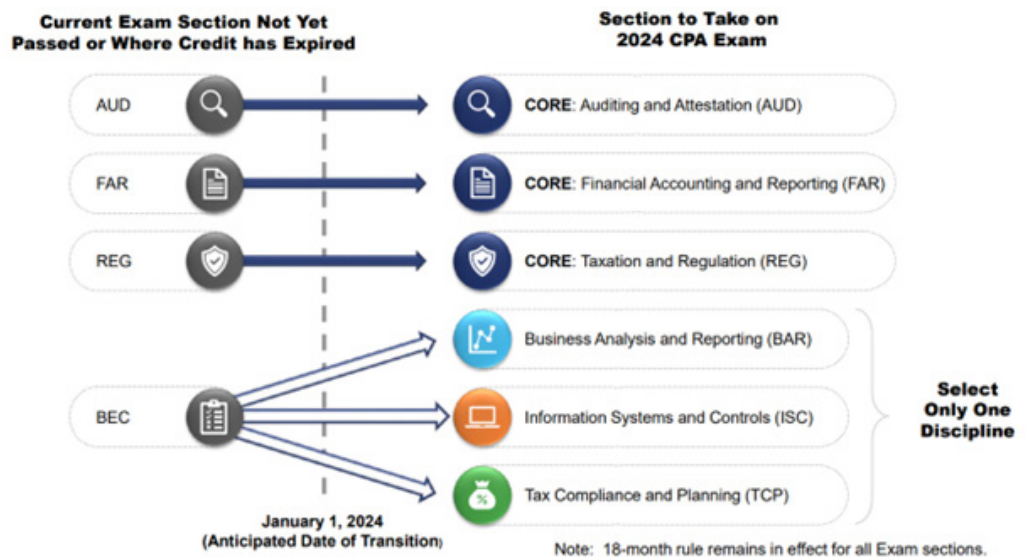 Current Exam Section Not Yet
Passed or Where Credit has Expired
Section to Take on
2024 CPA Exam
AUD
CORE: Auditing and Attestation (AUD)
FAR
CORE: Financial Accounting and Reporting (FAR)
REG
CORE: Taxation and Regulation (REG)
Business Analysis and Reporting (BAR)
BEC
Information Systems and Controls (ISC)
Tax Compliance and Planning (TCP)
Select
Only One
Discipline
January 1, 2024
(Anticipated Date of Transition)
Note: 18-month rule remains in effect for all Exam sections.